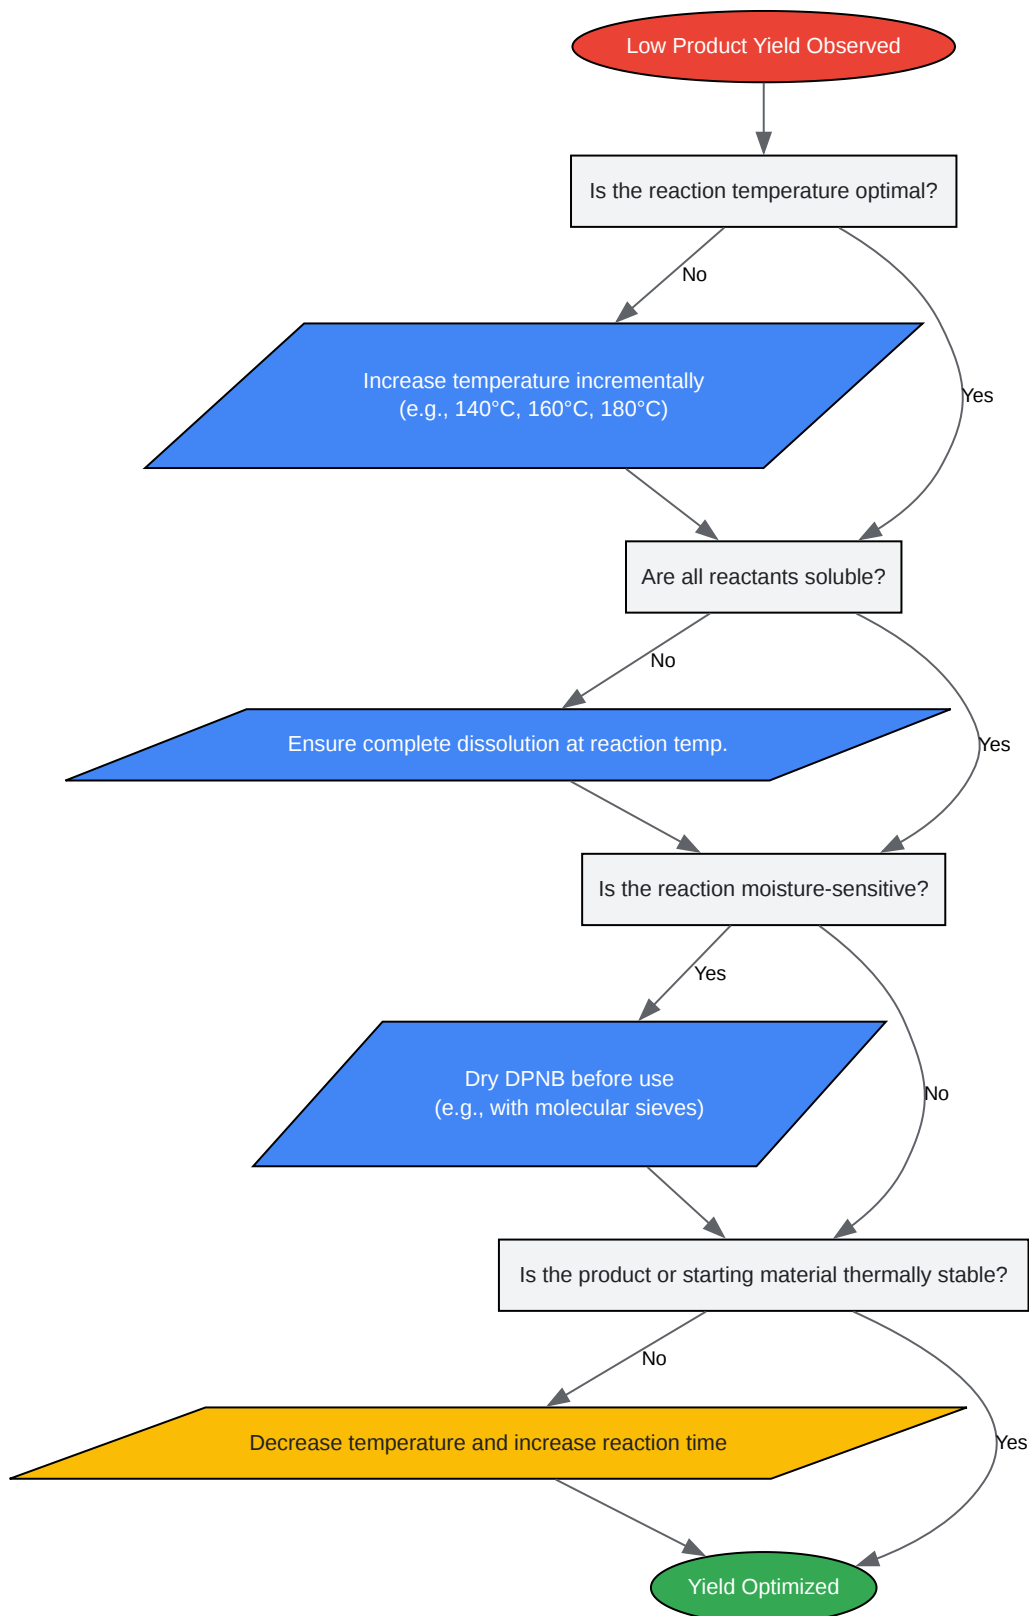 Low Product Yield Observed
Is the reaction temperature optimal?
No
Increase temperature incrementally
(e.g., 140°C, 160°C, 180°C)
Yes
Are all reactants soluble?
No
Ensure complete dissolution at reaction temp.
Yes
Is the reaction moisture-sensitive?
Yes
Dry DPNB before use
(e.g., with molecular sieves)
No
Is the product or starting material thermally stable?
No
Decrease temperature and increase reaction time
Yes
Yield Optimized